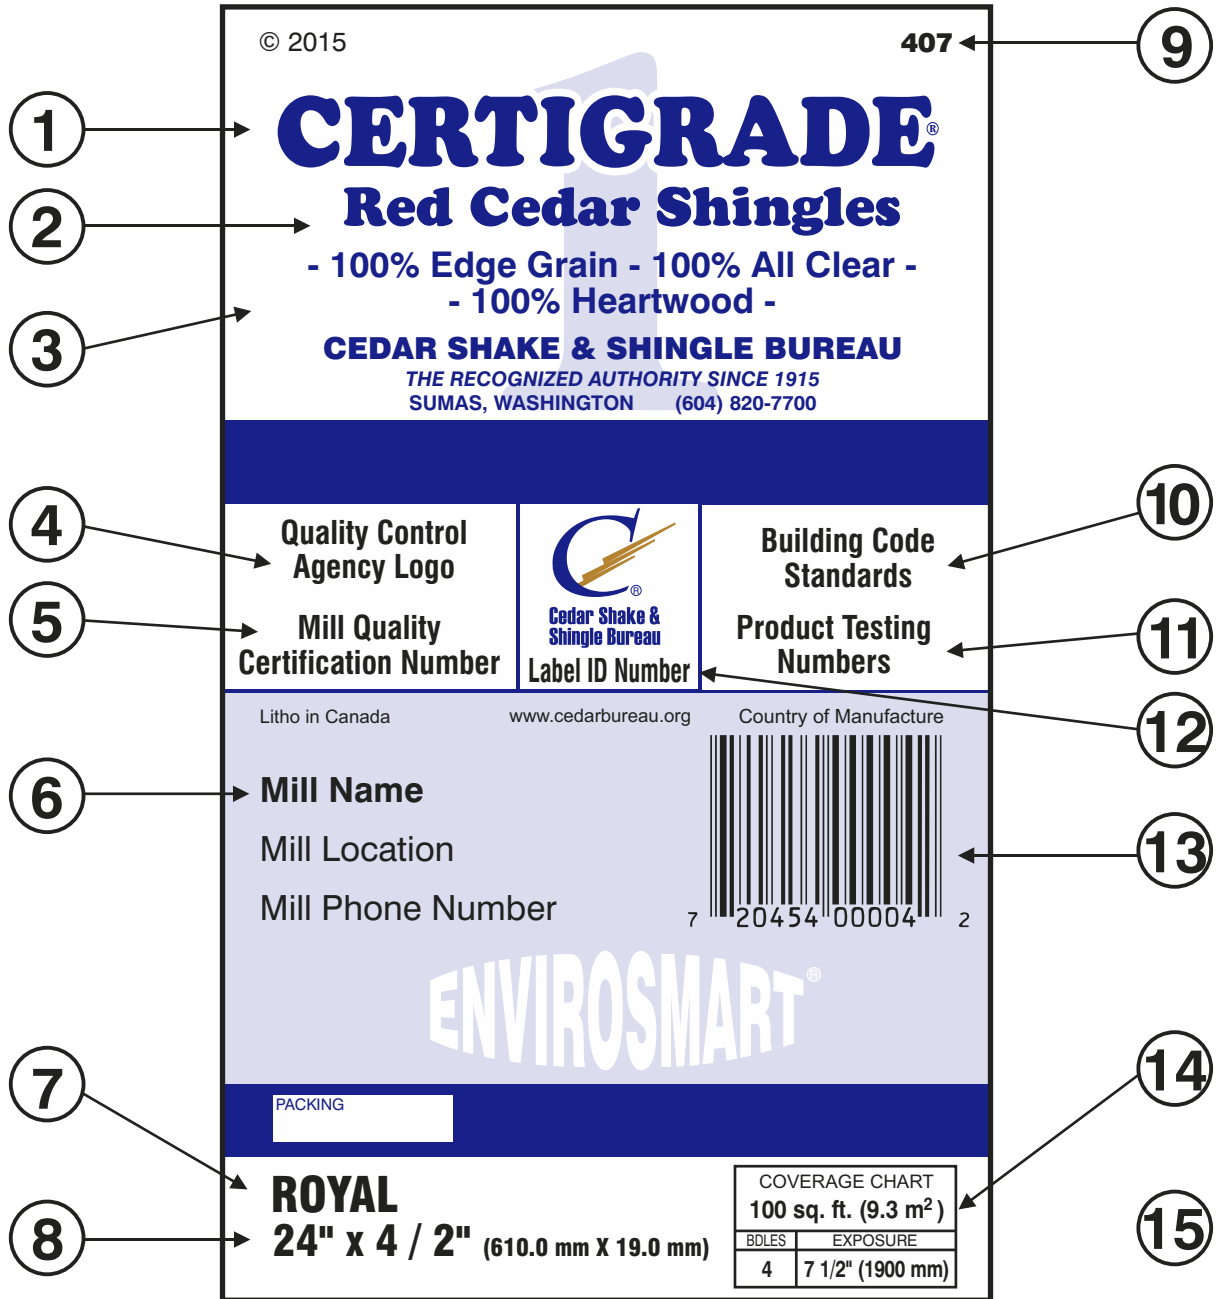 © 2015
407
9
1
CERTIGRADE®
2
Red Cedar Shingles
- 100% Edge Grain - 100% All Clear -
- 100% Heartwood -
3
CEDAR SHAKE & SHINGLE BUREAU
THE RECOGNIZED AUTHORITY SINCE 1915
SUMAS, WASHINGTON (604) 820-7700
1
4
Quality Control
Agency Logo
5
Mill Quality
Certification Number
C®
Cedar Shake &
Shingle Bureau
Label ID Number
Building Code
Standards
10
Product Testing
Numbers
11
12
Litho in Canada
www.cedarbureau.org
Country of Manufacture
6
Mill Name
Mill Location
Mill Phone Number
7 20454 00004 2
13
ENVIROSMART®
PACKING
7
ROYAL
8
24" x 4 / 2" (610.0 mm X 19.0 mm)
COVERAGE CHART
100 sq. ft. (9.3 m²)
BDLES EXPOSURE
4 7 1/2" (1900 mm)
14
15